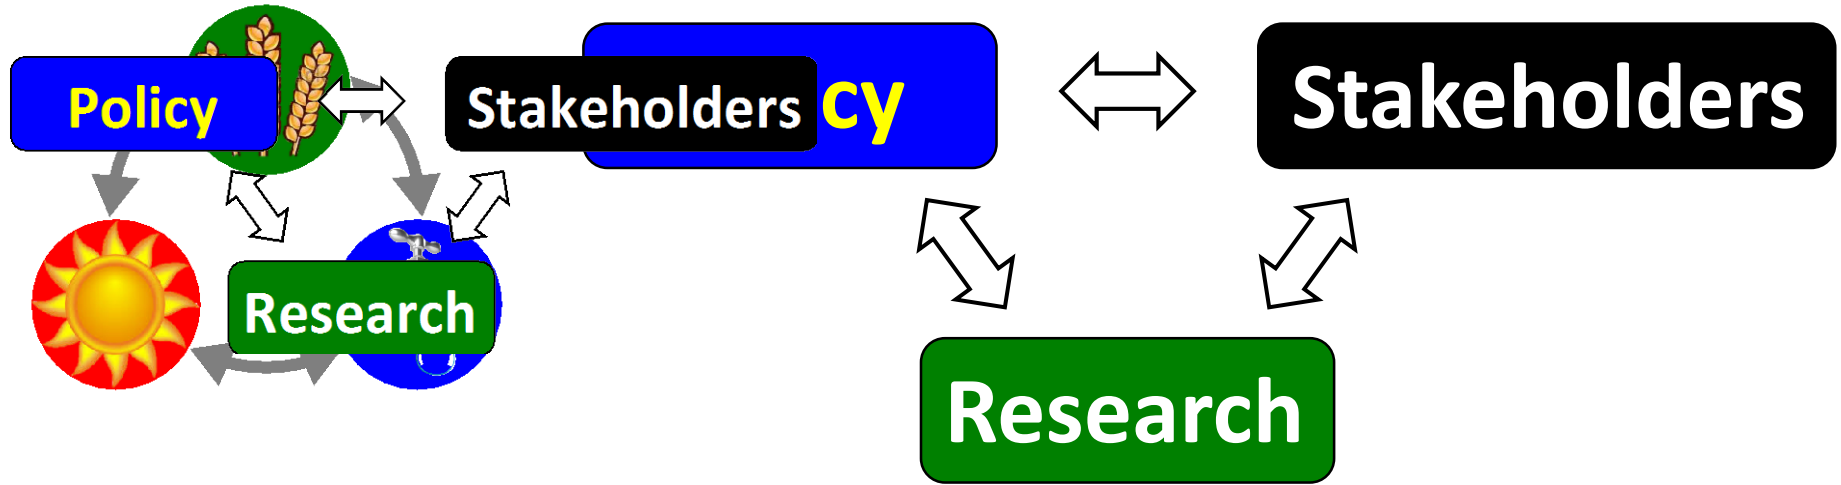 Policy
Stakeholders
cy
Stakeholders
Research
Research